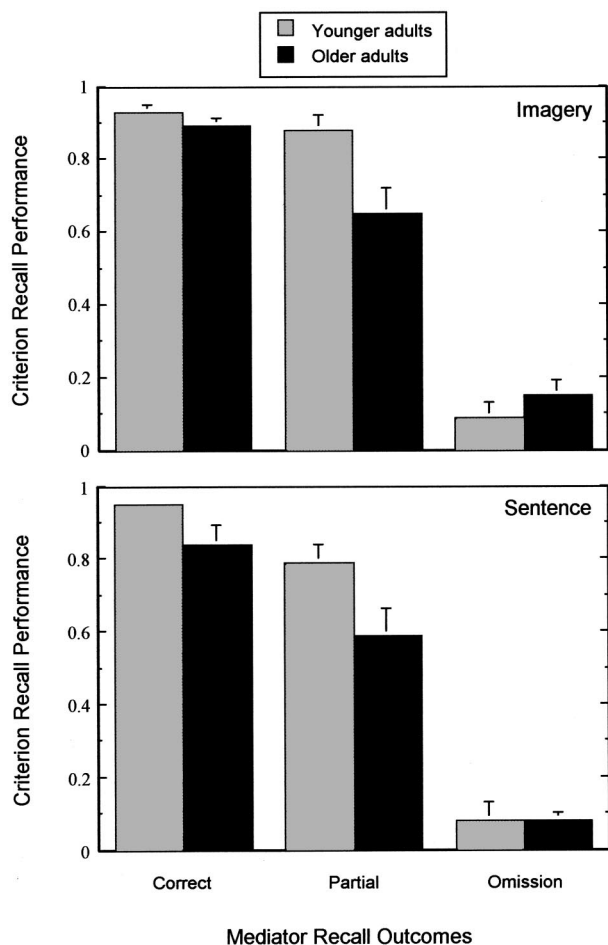 Younger adults
Older adults
Imagery
Criterion Recall Performance
1
0.8
0.6
0.4
0.2
0
Sentence
Criterion Recall Performance
1
0.8
0.6
0.4
0.2
0
Correct Partial Omission
Mediator Recall Outcomes